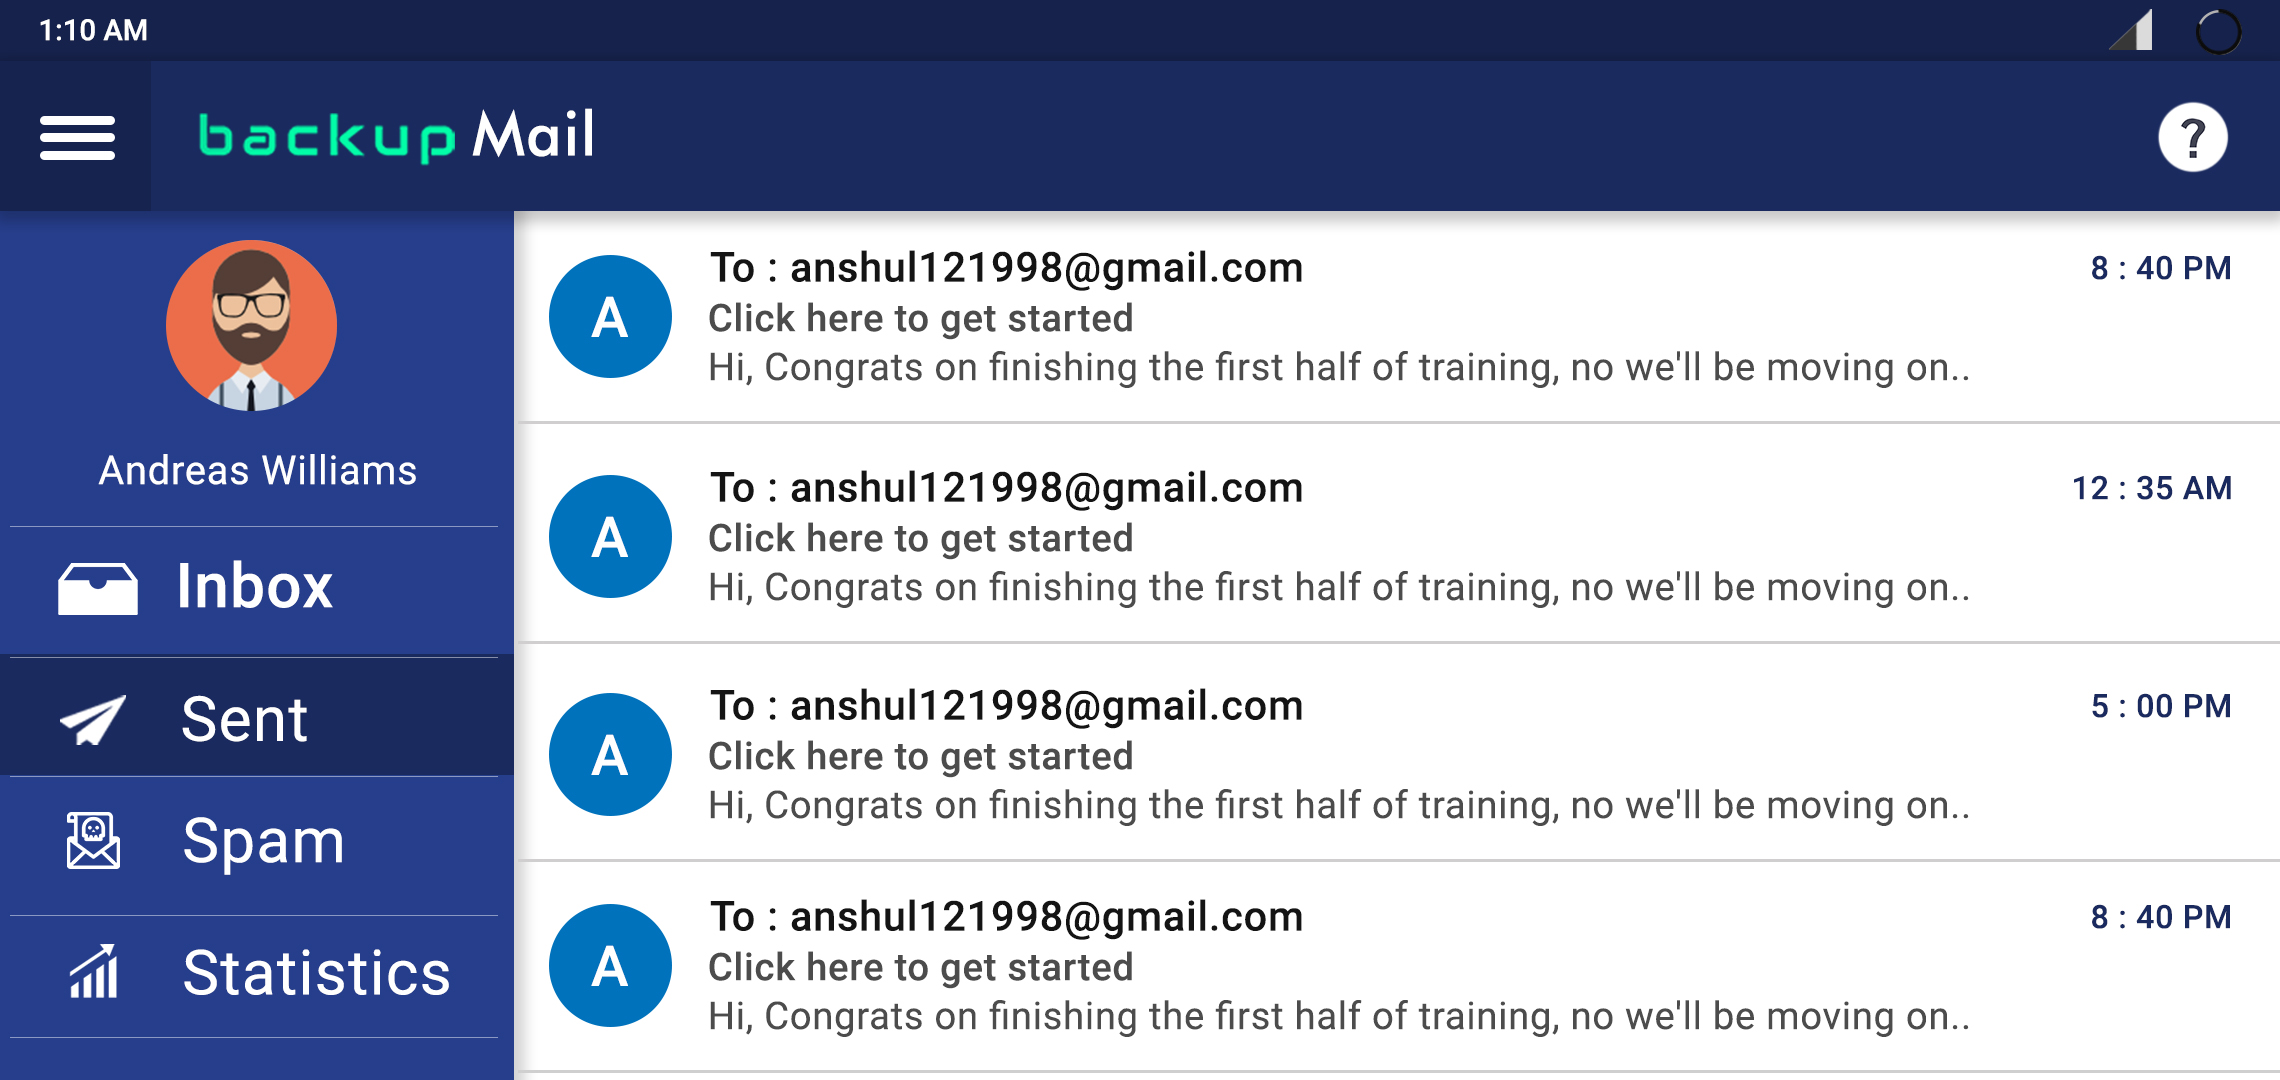 1:10 AM
backup Mail
?
Andreas Williams
Inbox
Sent
Spam
Statistics
A
To : anshul121998@gmail.com
8 : 40 PM
Click here to get started
Hi, Congrats on finishing the first half of training, no we'll be moving on..
A
To : anshul121998@gmail.com
12 : 35 AM
Click here to get started
Hi, Congrats on finishing the first half of training, no we'll be moving on..
A
To : anshul121998@gmail.com
5 : 00 PM
Click here to get started
Hi, Congrats on finishing the first half of training, no we'll be moving on..
A
To : anshul121998@gmail.com
8 : 40 PM
Click here to get started
Hi, Congrats on finishing the first half of training, no we'll be moving on..